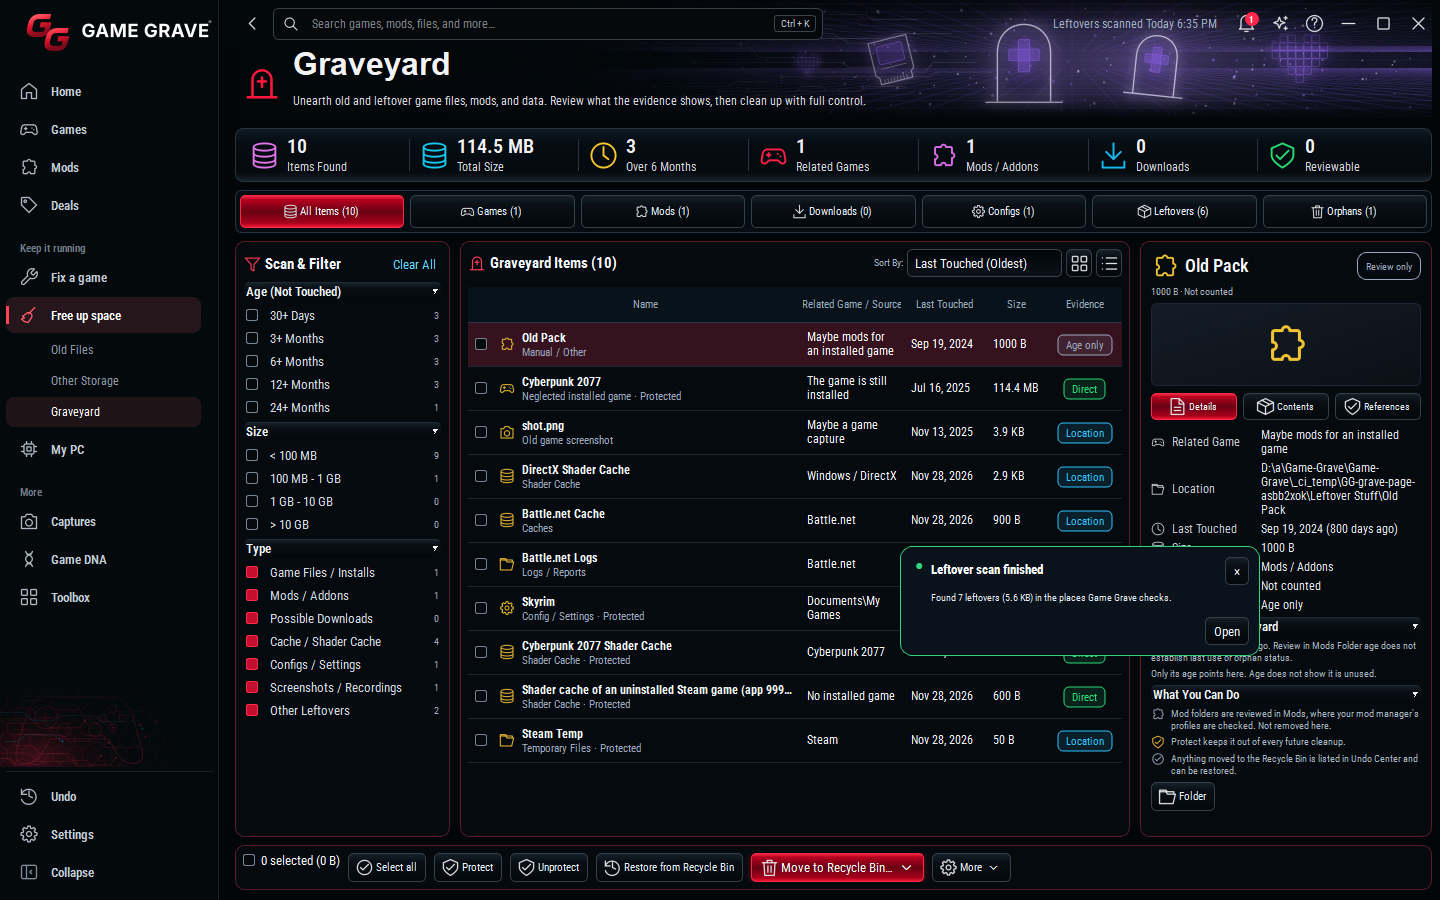 GAME GRAVE
Search games, mods, files, and more...
Ctrl + K
Leftovers scanned Today 6:35 PM
1
Graveyard
Unearth old and leftover game files, mods, and data. Review what the evidence shows, then clean up with full control.
Home
Games
Mods
Deals
Keep it running
Fix a game
Free up space
Old Files
Other Storage
Graveyard
My PC
More
Captures
Game DNA
Toolbox
Undo
Settings
Collapse
10
Items Found
114.5 MB
Total Size
3
Over 6 Months
1
Related Games
1
Mods / Addons
0
Downloads
0
Reviewable
All Items (10)
Games (1)
Mods (1)
Downloads (0)
Configs (1)
Leftovers (6)
Orphans (1)
Scan & Filter
Clear All
Age (Not Touched)
30+ Days 3
3+ Months 3
6+ Months 3
12+ Months 3
24+ Months 1
Size
< 100 MB 9
100 MB - 1 GB 1
1 GB - 10 GB 0
> 10 GB 0
Type
Game Files / Installs 1
Mods / Addons 1
Possible Downloads 0
Cache / Shader Cache 4
Configs / Settings 1
Screenshots / Recordings 1
Other Leftovers 2
Graveyard Items (10)
Sort By:
Last Touched (Oldest)
Name
Related Game / Source
Last Touched
Size
Evidence
Old Pack
Manual / Other
Maybe mods for
an installed game
Sep 19, 2024
1000 B
Age only
Cyberpunk 2077
Neglected installed game · Protected
The game is still
installed
Jul 16, 2025
114.4 MB
Direct
shot.png
Old game screenshot
Maybe a game
capture
Nov 13, 2025
3.9 KB
Location
DirectX Shader Cache
Shader Cache
Windows / DirectX
Nov 28, 2026
2.9 KB
Location
Battle.net Cache
Caches
Battle.net
Nov 28, 2026
900 B
Location
Battle.net Logs
Logs / Reports
Battle.net
Skyrim
Config / Settings · Protected
Documents\My
Games
Cyberpunk 2077 Shader Cache
Shader Cache · Protected
Cyberpunk 2077
Shader cache of an uninstalled Steam game (app 999...
Shader Cache · Protected
No installed game
Nov 28, 2026
600 B
Direct
Steam Temp
Temporary Files · Protected
Steam
Nov 28, 2026
50 B
Location
Leftover scan finished
x
Found 7 leftovers (5.6 KB) in the places Game Grave checks.
Open
Old Pack
Review only
1000 B · Not counted
Details
Contents
References
Related Game
Maybe mods for an installed
game
Location
D:\a\Game-Grave\Game-
Grave\_ci_temp\GG-grave-page-
asbb2xok\Leftover Stuff\Old
Pack
Last Touched
Sep 19, 2024 (800 days ago)
1000 B
Mods / Addons
Not counted
Age only
go. Review in Mods Folder age does not
establish last use or orphan status.
Only its age points here. Age does not show it is unused.
What You Can Do
Mod folders are reviewed in Mods, where your mod manager's
profiles are checked. Not removed here.
Protect keeps it out of every future cleanup.
Anything moved to the Recycle Bin is listed in Undo Center and
can be restored.
Folder
0 selected (0 B)
Select all
Protect
Unprotect
Restore from Recycle Bin
Move to Recycle Bin...
More